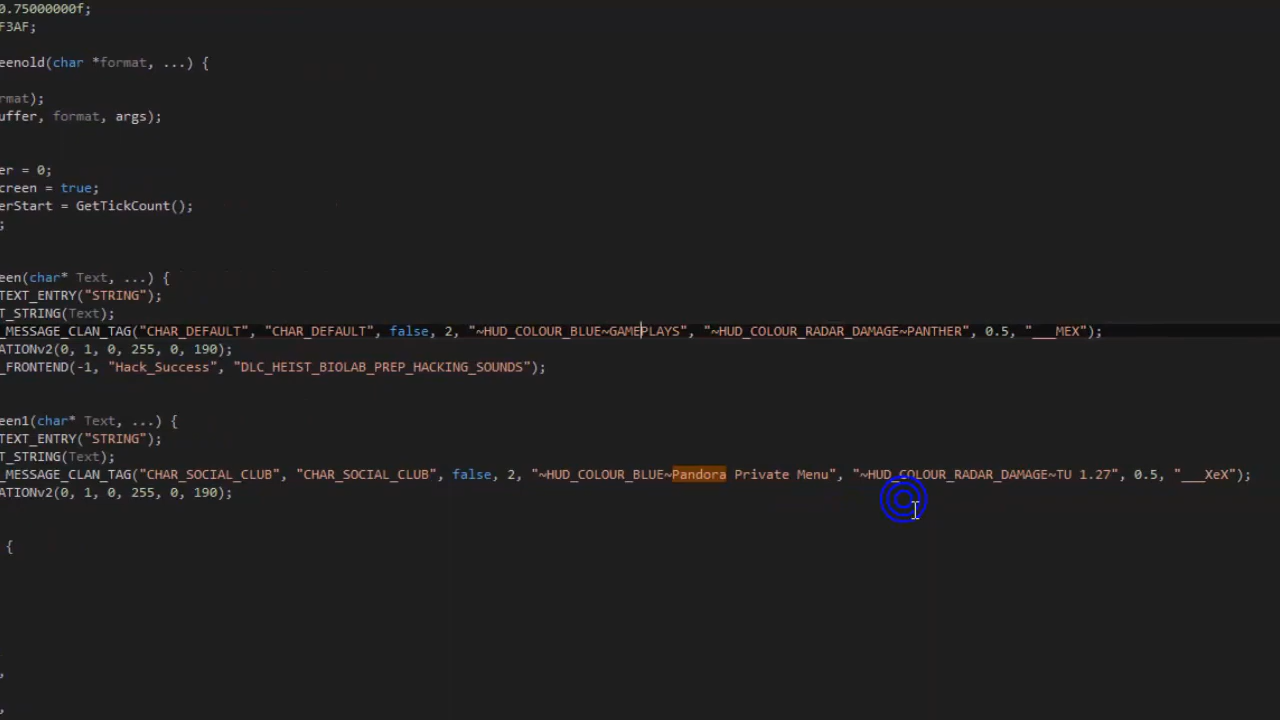 0.75000000f;
F3AF;
eenold(char *format, ...) {
rmat);
uffer, format, args);
er = 0;
creen = true;
erStart = GetTickCount();
;
een(char* Text, ...) {
TEXT_ENTRY("STRING");
T_STRING(Text);
_MESSAGE_CLAN_TAG("CHAR_DEFAULT", "CHAR_DEFAULT", false, 2, "~HUD_COLOUR_BLUE~GAMEPLAYS", "~HUD_COLOUR_RADAR_DAMAGE~PANTHER", 0.5, "___MEX");
ATIONv2(0, 1, 0, 255, 0, 190);
_FRONTEND(-1, "Hack_Success", "DLC_HEIST_BIOLAB_PREP_HACKING_SOUNDS");
een1(char* Text, ...) {
TEXT_ENTRY("STRING");
T_STRING(Text);
_MESSAGE_CLAN_TAG("CHAR_SOCIAL_CLUB", "CHAR_SOCIAL_CLUB", false, 2, "~HUD_COLOUR_BLUE~Pandora Private Menu", "~HUD_COLOUR_RADAR_DAMAGE~TU 1.27", 0.5, "___XeX");
ATIONv2(0, 1, 0, 255, 0, 190);
{
,
,